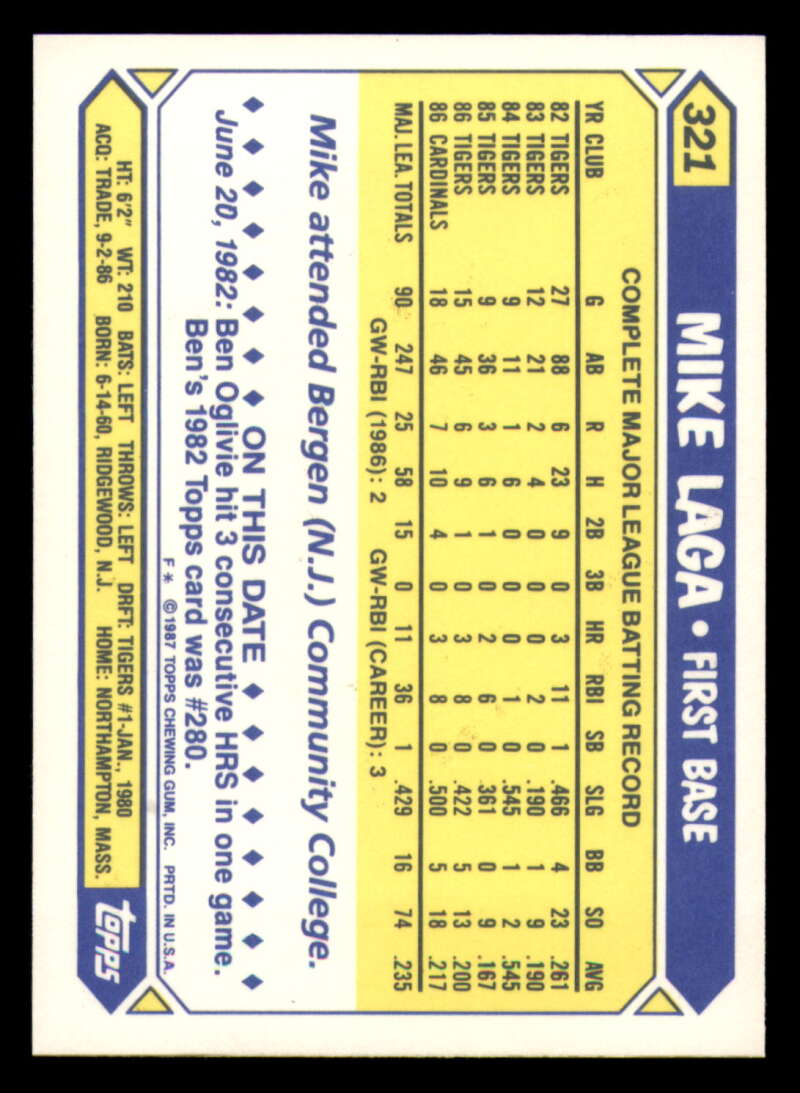 321
MIKE LAGA • FIRST BASE
COMPLETE MAJOR LEAGUE BATTING RECORD
YR CLUB G AB R H 2B 3B HR RBI SB SLG BB SO AVG
82 TIGERS 27 88 6 23 9 0 3 11 1 .466 4 23 .261
83 TIGERS 12 21 2 4 0 0 0 2 0 .190 1 9 .190
84 TIGERS 9 11 1 6 0 0 0 1 0 .545 1 2 .545
85 TIGERS 9 36 3 6 1 0 2 6 0 .361 0 9 .167
86 TIGERS 15 45 6 9 1 0 3 8 0 .422 5 13 .200
86 CARDINALS 18 46 7 10 4 0 3 8 0 .500 5 18 .217
MAJ. LEA. TOTALS 90 247 25 58 15 0 11 36 1 .429 16 74 .235
GW-RBI (1986): 2 GW-RBI (CAREER): 3
Mike attended Bergen (N.J.) Community College.
◆ ◆ ◆ ◆ ◆ ◆ ◆ ◆ ON THIS DATE ◆ ◆ ◆ ◆ ◆ ◆ ◆ ◆
June 20, 1982: Ben Oglivie hit 3 consecutive HRS in one game.
Ben's 1982 Topps card was #280.
F * ©1987 TOPPS CHEWING GUM, INC. PRTD. IN U.S.A.
HT: 6'2" WT: 210 BATS: LEFT THROWS: LEFT DRFT: TIGERS #1-JAN., 1980
ACQ: TRADE, 9-2-86 BORN: 6-14-60, RIDGEWOOD, N.J. HOME: NORTHAMPTON, MASS.
topps